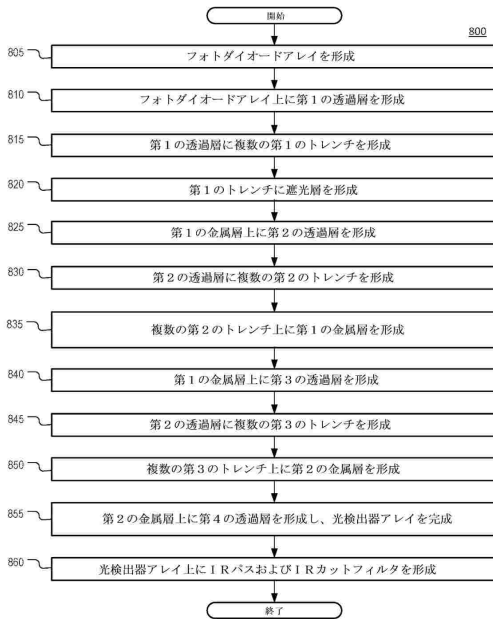 開始
800
805
フォトダイオードアレイを形成
810
フォトダイオードアレイ上に第1の透過層を形成
815
第1の透過層に複数の第1のトレンチを形成
820
第1のトレンチに遮光層を形成
825
第1の金属層上に第2の透過層を形成
830
第2の透過層に複数の第2のトレンチを形成
835
複数の第2のトレンチ上に第1の金属層を形成
840
第1の金属層上に第3の透過層を形成
845
第2の透過層に複数の第3のトレンチを形成
850
複数の第3のトレンチ上に第2の金属層を形成
855
第2の金属層上に第4の透過層を形成し、光検出器アレイを完成
860
光検出器アレイ上にIRパスおよびIRカットフィルタを形成
終了